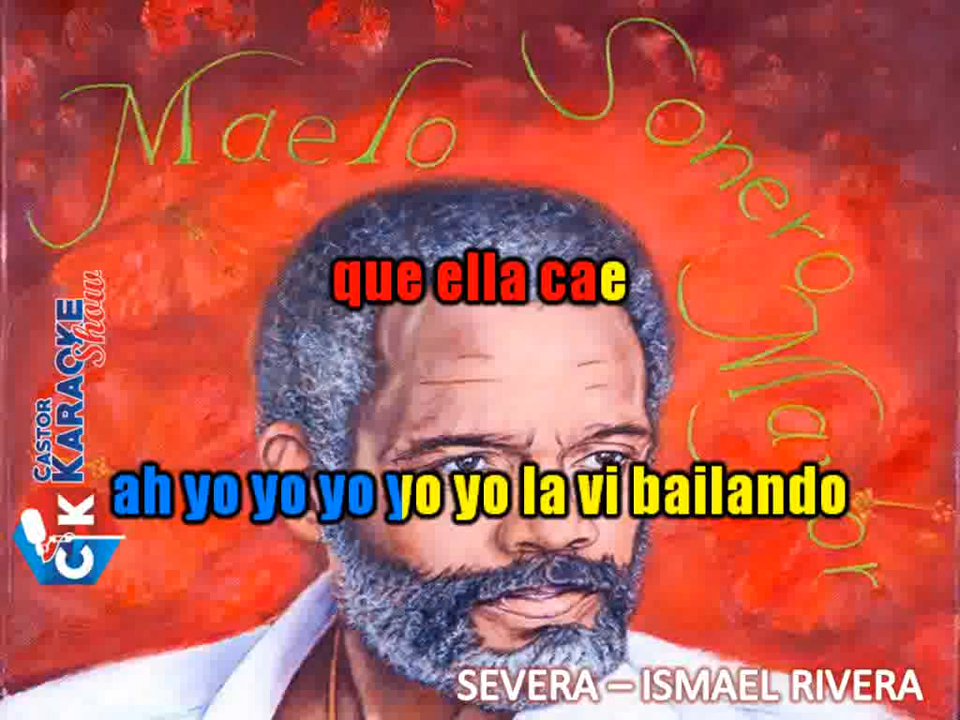 Maelo Sonero Mayor
que ella cae
CASTOR
KARAOKE
Show
CK
ah yo yo yo yo yo la vi bailando
SEVERA – ISMAEL RIVERA